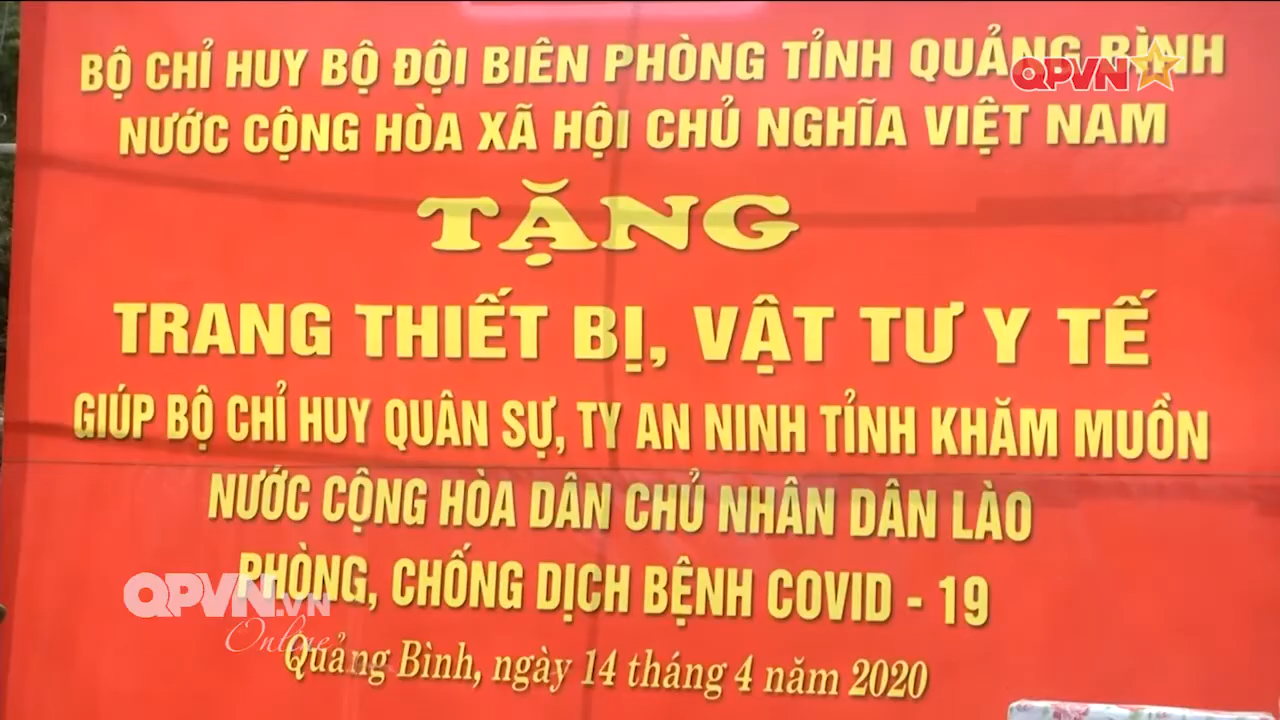 BỘ CHỈ HUY BỘ ĐỘI BIÊN PHÒNG TỈNH QUẢNG BÌNH
QPVN
NƯỚC CỘNG HÒA XÃ HỘI CHỦ NGHĨA VIỆT NAM
TẶNG
TRANG THIẾT BỊ, VẬT TƯ Y TẾ
GIÚP BỘ CHỈ HUY QUÂN SỰ, TY AN NINH TỈNH KHĂM MUỒN
NƯỚC CỘNG HÒA DÂN CHỦ NHÂN DÂN LÀO
PHÒNG, CHỐNG DỊCH BỆNH COVID - 19
QPVN.VN
Online
Quảng Bình, ngày 14 tháng 4 năm 2020